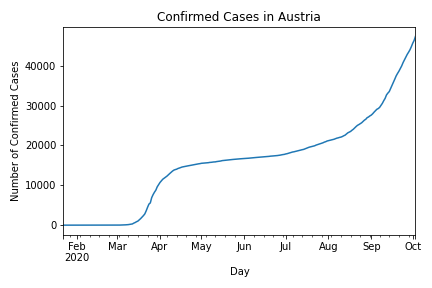 Confirmed Cases in Austria
Number of Confirmed Cases
40000
30000
20000
10000
0
Feb Mar Apr May Jun Jul Aug Sep Oct
2020
Day